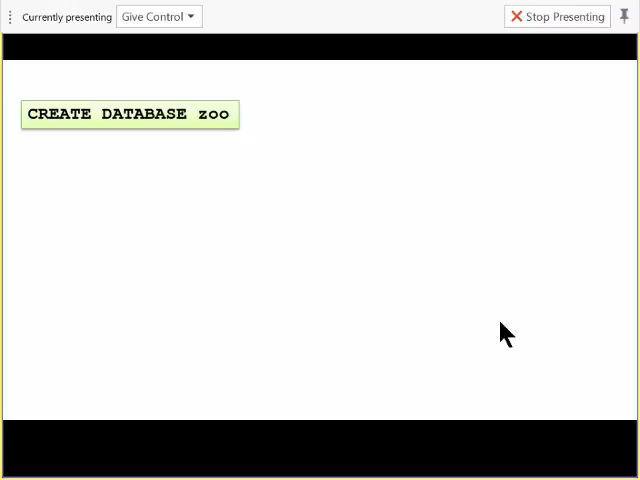 Currently presenting
Give Control
Stop Presenting
CREATE DATABASE zoo